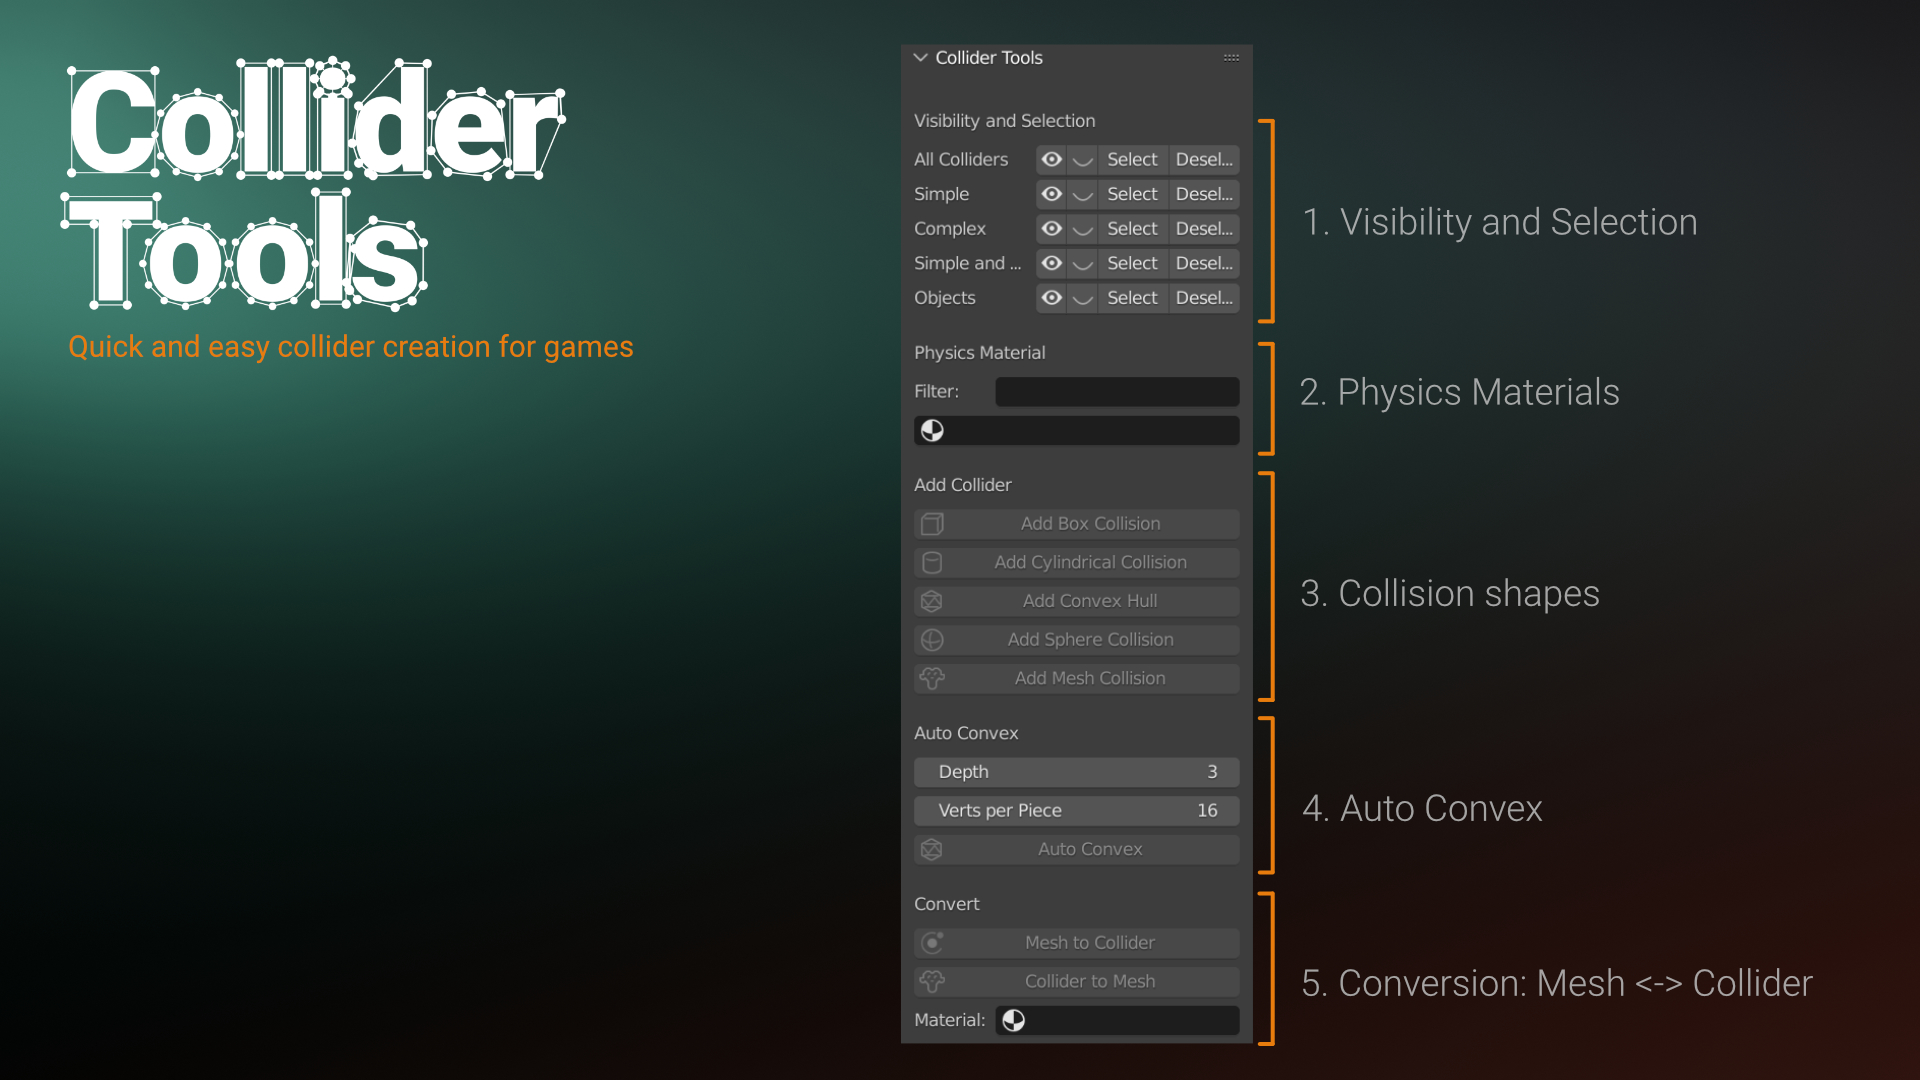 Collider
Tools
Quick and easy collider creation for games
Collider Tools
Visibility and Selection
All Colliders Select Desel...
Simple Select Desel...
Complex Select Desel...
Simple and ... Select Desel...
Objects Select Desel...
Physics Material
Filter:
Add Collider
Add Box Collision
Add Cylindrical Collision
Add Convex Hull
Add Sphere Collision
Add Mesh Collision
Auto Convex
Depth 3
Verts per Piece 16
Auto Convex
Convert
Mesh to Collider
Collider to Mesh
Material:
1. Visibility and Selection
2. Physics Materials
3. Collision shapes
4. Auto Convex
5. Conversion: Mesh <-> Collider